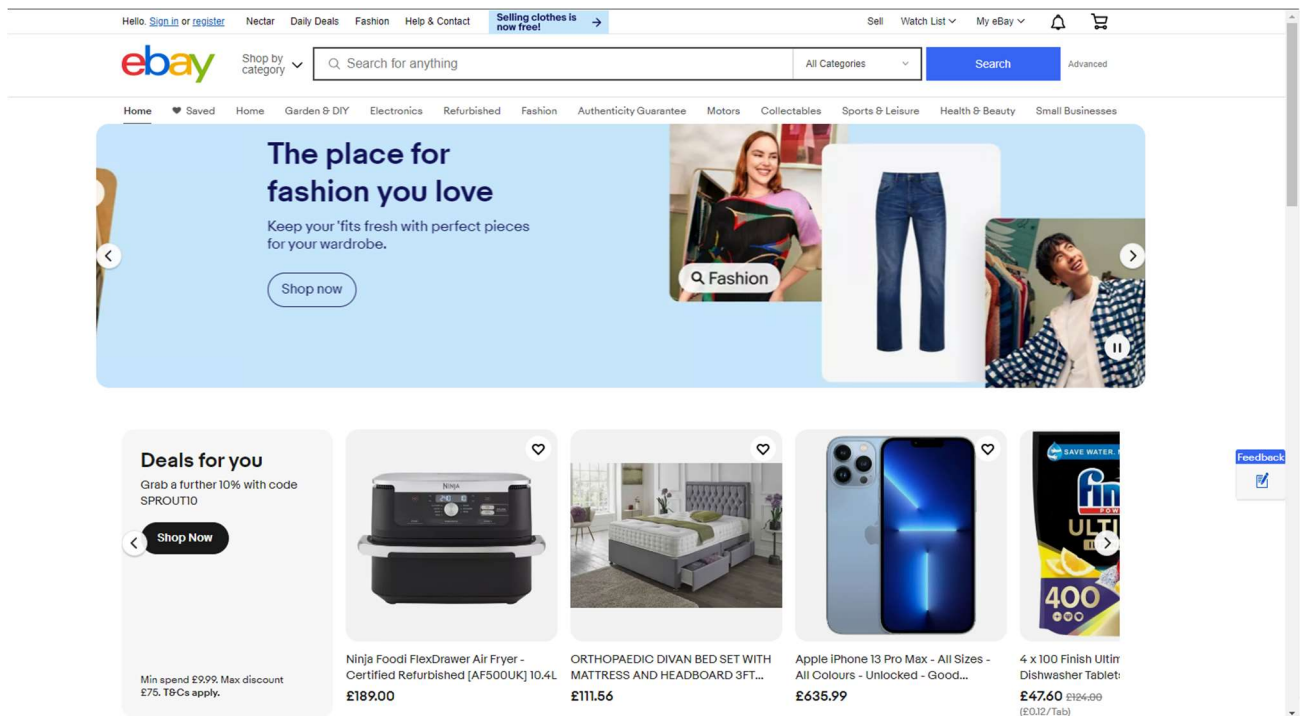 Hello. Sign in or register Nectar Daily Deals Fashion Help & Contact Selling clothes is now free! Sell Watch List My eBay
ebay Shop by category Search for anything All Categories Search Advanced
Home Saved Home Garden & DIY Electronics Refurbished Fashion Authenticity Guarantee Motors Collectables Sports & Leisure Health & Beauty Small Businesses
The place for
fashion you love
Keep your 'fits fresh with perfect pieces
for your wardrobe.
Shop now
Fashion
Feedback
Deals for you
Grab a further 10% with code
SPROUT10
Shop Now
Min spend £9.99. Max discount
£75. T&Cs apply.
NINJA
Ninja Foodi FlexDrawer Air Fryer -
Certified Refurbished [AF500UK] 10.4L
£189.00
ORTHOPAEDIC DIVAN BED SET WITH
MATTRESS AND HEADBOARD 3FT...
£111.56
Apple iPhone 13 Pro Max - All Sizes -
All Colours - Unlocked - Good...
£635.99
SAVE WATER.
fin
POW
ULTI
400
4 x 100 Finish Ultim
Dishwasher Tablet
£47.60 £124.00
(£0.12/Tab)